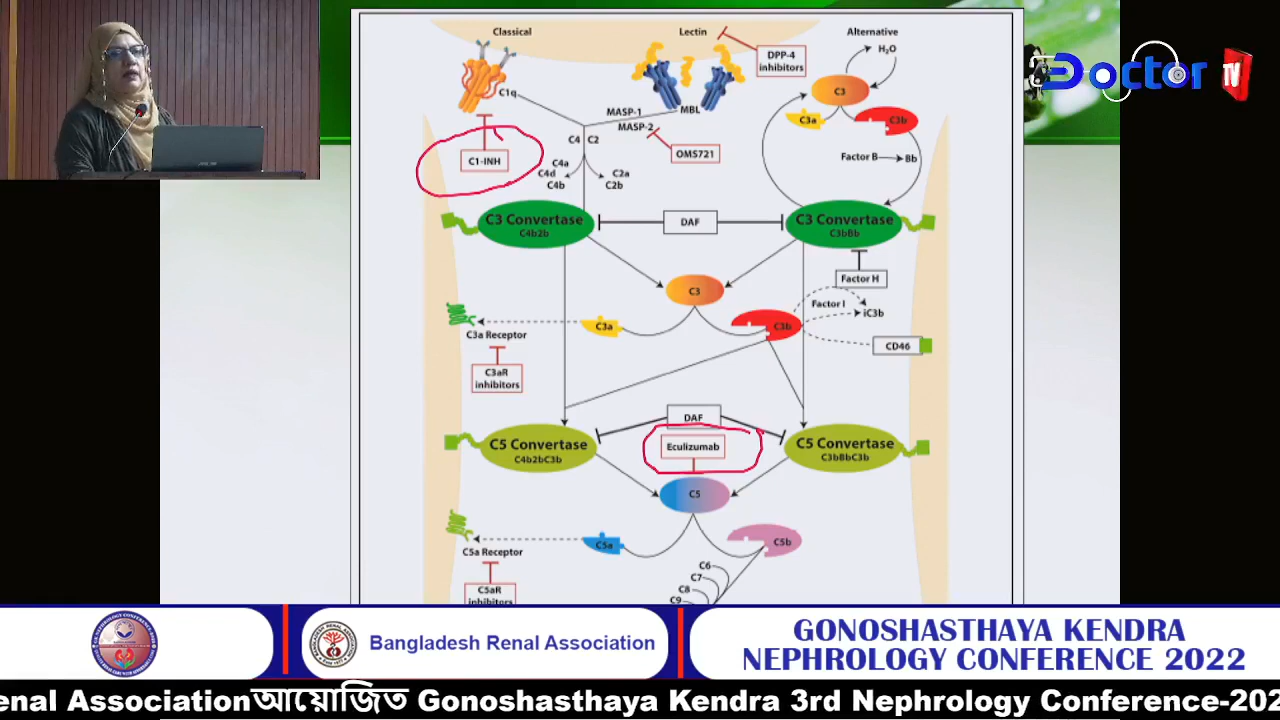 Classical
Lectin
Alternative
DPP-4
inhibitors
H₂O
C3
C1q
MASP-1
MBL
C3a
C3b
MASP-2
C4 C2
OMS721
Factor B
Bb
C1-INH
C4a
C4d
C4b
C2a
C2b
C3 Convertase
C4b2b
DAF
C3 Convertase
C3bBb
Factor H
C3
Factor I
iC3b
C3a
C3b
C3a Receptor
CD46
C3aR
inhibitors
DAF
Eculizumab
C5 Convertase
C4b2bC3b
C5 Convertase
C3bBbC3b
C5
C5a
C5b
C5a Receptor
C6
C7
C8
C9
C5aR
inhibitors
Doctor TV
Bangladesh Renal Association
GONOSHASTHAYA KENDRA
NEPHROLOGY CONFERENCE 2022
enal Associationআয়োজিত Gonoshasthaya Kendra 3rd Nephrology Conference-202